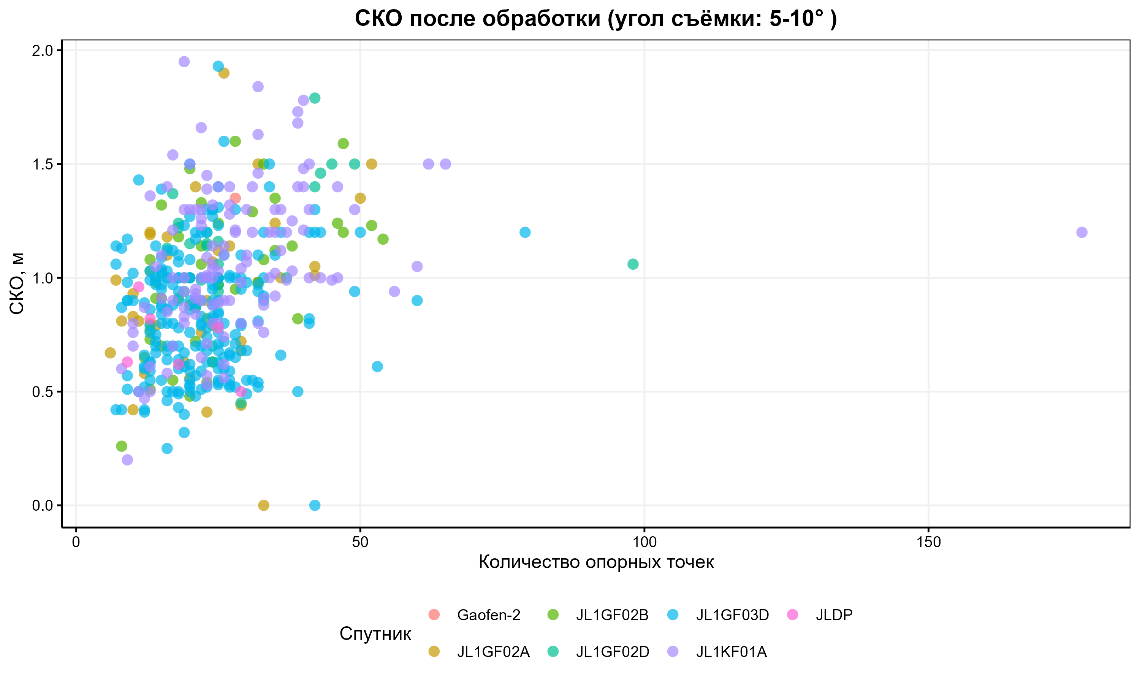 СКО после обработки (угол съёмки: 5-10° )
2.0
1.5
1.0
0.5
0.0
СКО, м
0 50 100 150
Количество опорных точек
Спутник
Gaofen-2 JL1GF02B JL1GF03D JLDP
JL1GF02A JL1GF02D JL1KF01A